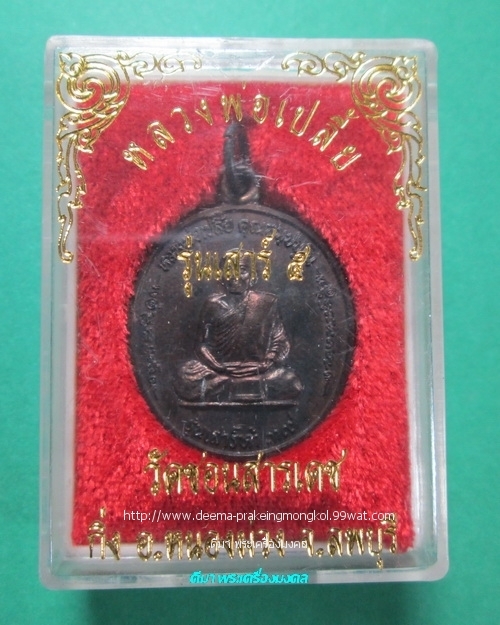 หลวงพ่อเปลี้ย
รุ่นเสาร์ ๕
วัดชอนสารเดช
กิ่ง อ.หนองม่วง จ.ลพบุรี
http://www.deema-prakeingmongkol.99wat.com
ดีมา พระเครื่องมงคล
ดีมา พระเครื่องมงคล